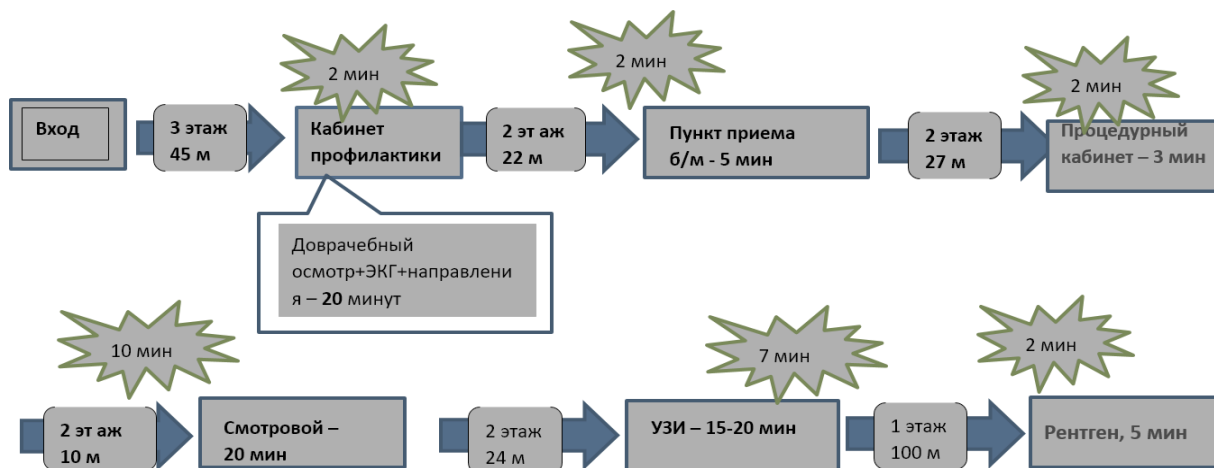 2 мин
2 мин
2 мин
Вход
3 этаж
45 м
Кабинет
профилактики
2 эт аж
22 м
Пункт приема
б/м - 5 мин
2 этаж
27 м
Процедурный
кабинет – 3 мин
Доврачебный
осмотр+ЭКГ+направлени
я – 20 минут
10 мин
7 мин
2 мин
2 эт аж
10 м
Смотровой –
20 мин
2 этаж
24 м
УЗИ – 15-20 мин
1 этаж
100 м
Рентген, 5 мин